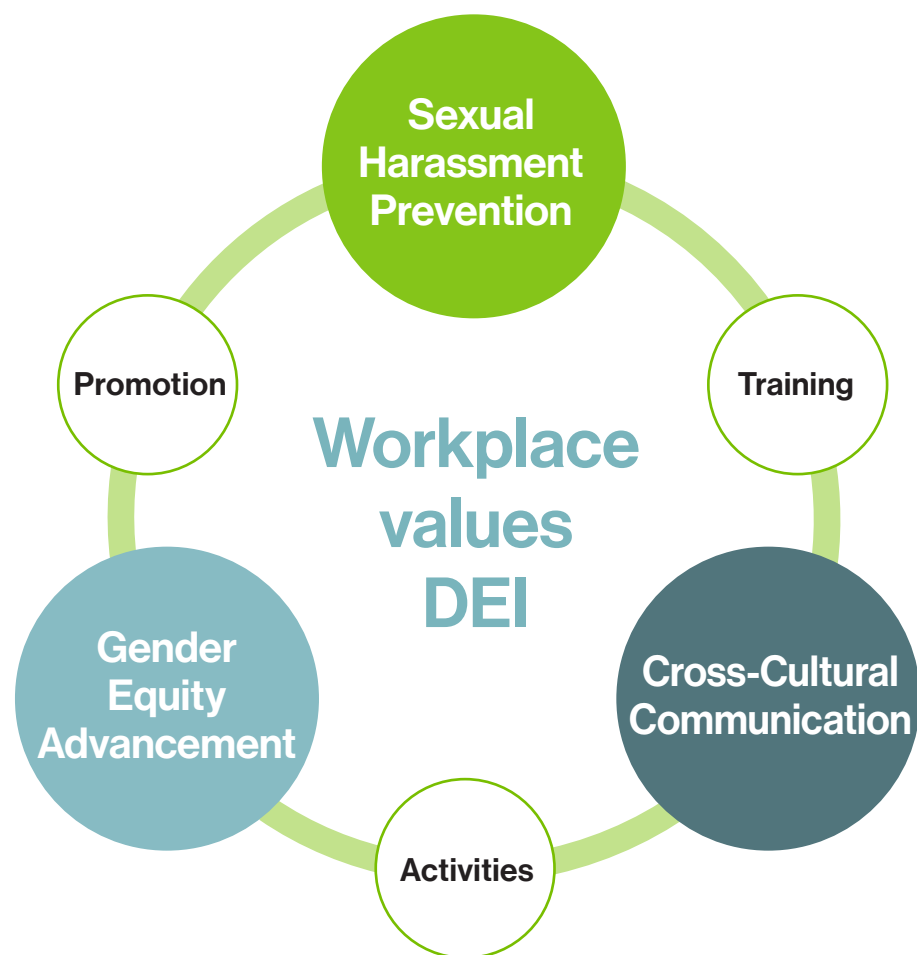 Sexual
Harassment
Prevention
Promotion
Training
Workplace
values
DEI
Gender
Equity
Advancement
Cross-Cultural
Communication
Activities